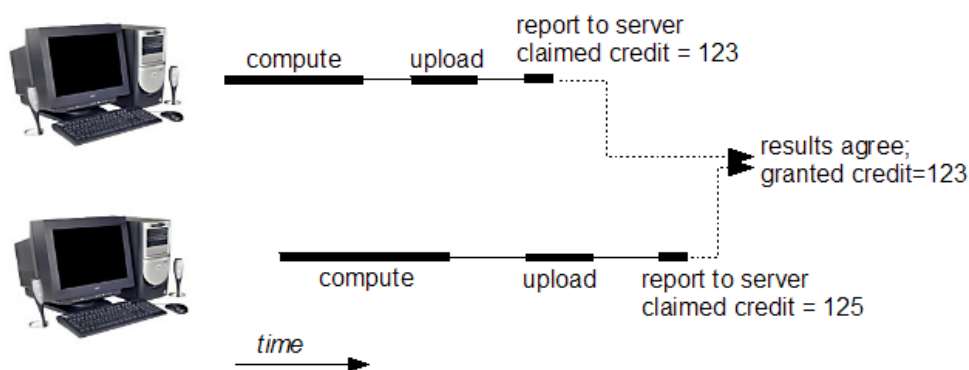 report to server
claimed credit = 123
compute
upload
results agree;
granted credit=123
compute
upload
report to server
claimed credit = 125
time